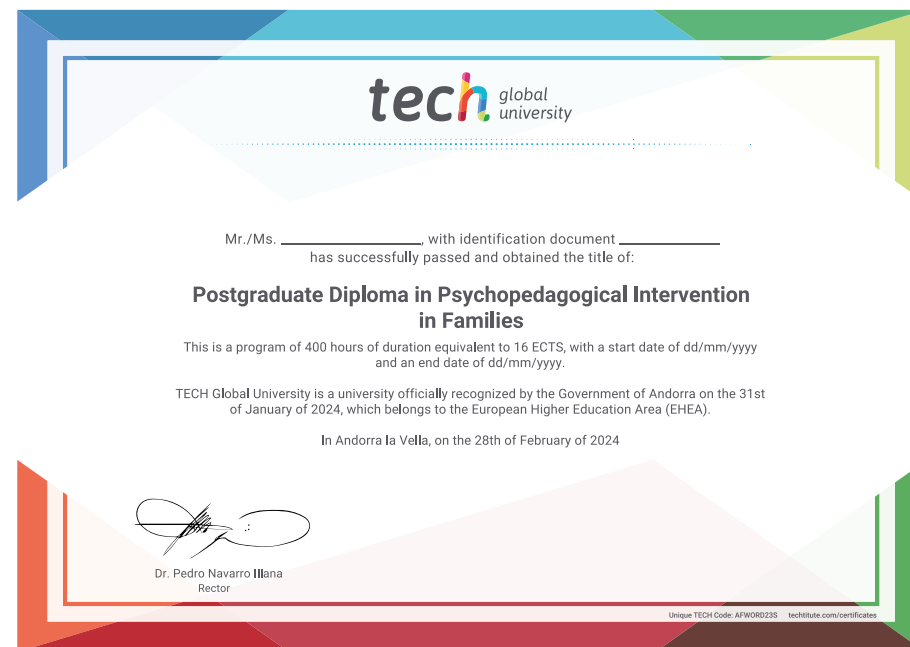 tech global
university
Mr./Ms. ____________, with identification document ____________
has successfully passed and obtained the title of:
Postgraduate Diploma in Psychopedagogical Intervention
in Families
This is a program of 400 hours of duration equivalent to 16 ECTS, with a start date of dd/mm/yyyy
and an end date of dd/mm/yyyy.
TECH Global University is a university officially recognized by the Government of Andorra on the 31st
of January of 2024, which belongs to the European Higher Education Area (EHEA).
In Andorra la Vella, on the 28th of February of 2024
Dr. Pedro Navarro Illana
Rector
Unique TECH Code: AFWORD23S techtitute.com/certificates